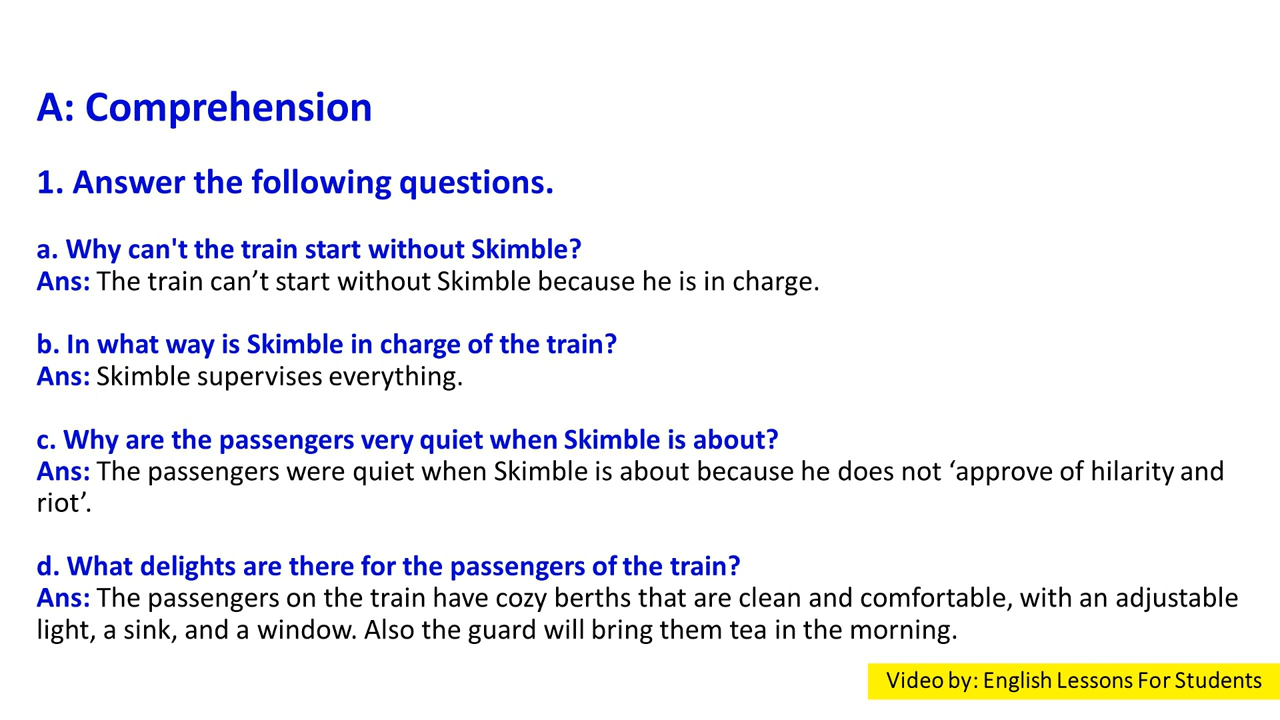 A: Comprehension
1. Answer the following questions.
a. Why can't the train start without Skimble?
Ans: The train can’t start without Skimble because he is in charge.
b. In what way is Skimble in charge of the train?
Ans: Skimble supervises everything.
c. Why are the passengers very quiet when Skimble is about?
Ans: The passengers were quiet when Skimble is about because he does not ‘approve of hilarity and
riot’.
d. What delights are there for the passengers of the train?
Ans: The passengers on the train have cozy berths that are clean and comfortable, with an adjustable
light, a sink, and a window. Also the guard will bring them tea in the morning.
Video by: English Lessons For Students